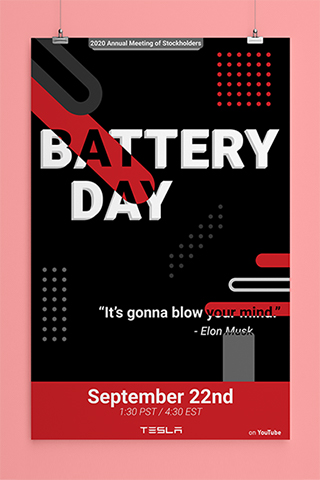 2020 Annual Meeting of Stockholders
BATTERY
DAY
“It’s gonna blow your mind.”
- Elon Musk
September 22nd
1:30 PST / 4:30 EST
TESLA
on YouTube